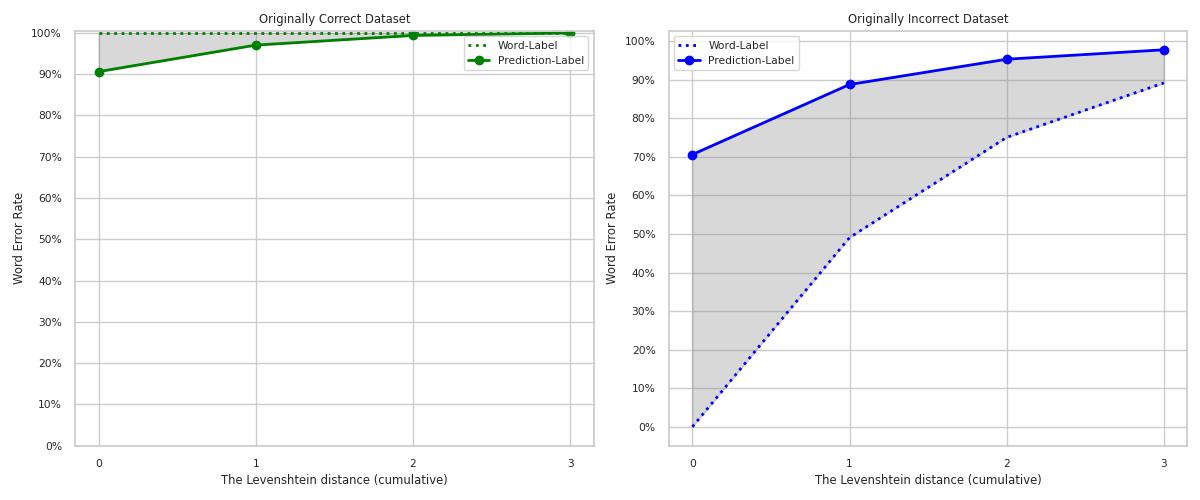 Originally Correct Dataset
100%
90%
80%
70%
60%
50%
40%
30%
20%
10%
0%
Word Error Rate
Word-Label
Prediction-Label
0 1 2 3
The Levenshtein distance (cumulative)
Originally Incorrect Dataset
100%
90%
80%
70%
60%
50%
40%
30%
20%
10%
0%
Word Error Rate
Word-Label
Prediction-Label
0 1 2 3
The Levenshtein distance (cumulative)